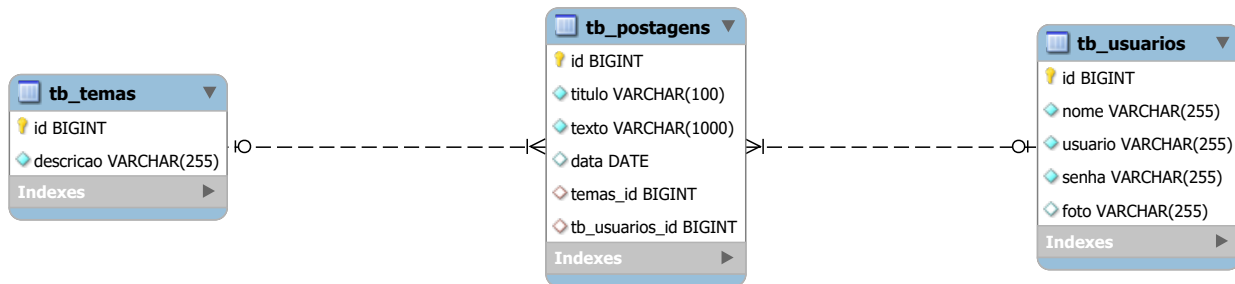 tb_temas
id BIGINT
descricao VARCHAR(255)
Indexes
tb_postagens
id BIGINT
titulo VARCHAR(100)
texto VARCHAR(1000)
data DATE
temas_id BIGINT
tb_usuarios_id BIGINT
Indexes
tb_usuarios
id BIGINT
nome VARCHAR(255)
usuario VARCHAR(255)
senha VARCHAR(255)
foto VARCHAR(255)
Indexes